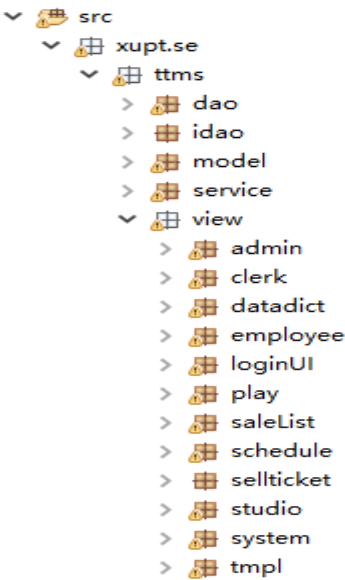 src
xupt.se
ttms
dao
idao
model
service
view
admin
clerk
datadict
employee
loginUI
play
saleList
schedule
sellticket
studio
system
tmpl